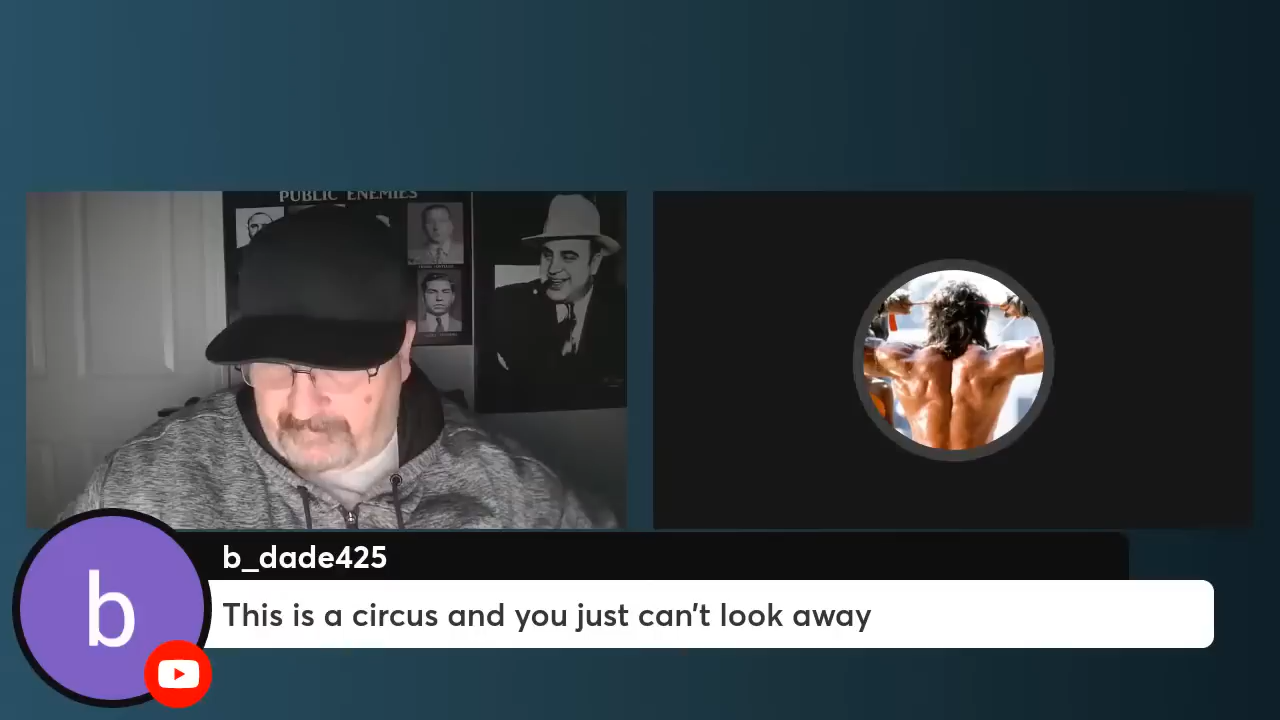 PUBLIC ENEMIES
b_dade425
This is a circus and you just can't look away
b